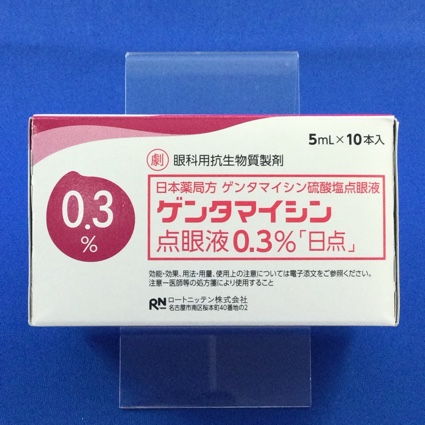 5mL×10本入
劇 眼科用抗生物質製剤
日本薬局方 ゲンタマイシン硫酸塩点眼液
0.3%
ゲンタマイシン
点眼液0.3%「日点」
効能・効果、用法・用量、使用上の注意については電子添文をご参照ください。
注意－医師等の処方箋により使用すること
RN ロートニッテン株式会社
名古屋市南区桜本町40番地の2